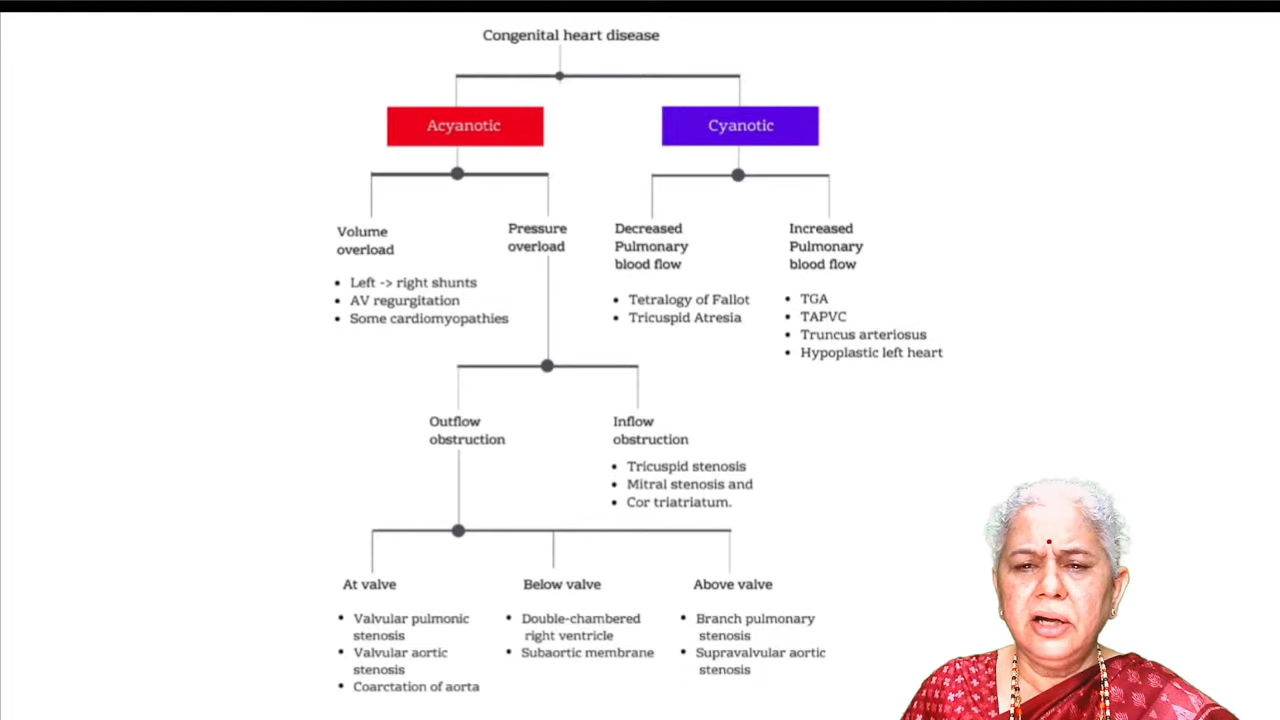 Congenital heart disease
Acyanotic
Cyanotic
Volume
overload
• Left -> right shunts
• AV regurgitation
• Some cardiomyopathies
Pressure
overload
Decreased
Pulmonary
blood flow
• Tetralogy of Fallot
• Tricuspid Atresia
Increased
Pulmonary
blood flow
• TGA
• TAPVC
• Truncus arteriosus
• Hypoplastic left heart
Outflow
obstruction
Inflow
obstruction
• Tricuspid stenosis
• Mitral stenosis and
• Cor triatriatum.
At valve
• Valvular pulmonic
stenosis
• Valvular aortic
stenosis
• Coarctation of aorta
Below valve
• Double-chambered
right ventricle
• Subaortic membrane
Above valve
• Branch pulmonary
stenosis
• Supravalvular aortic
stenosis